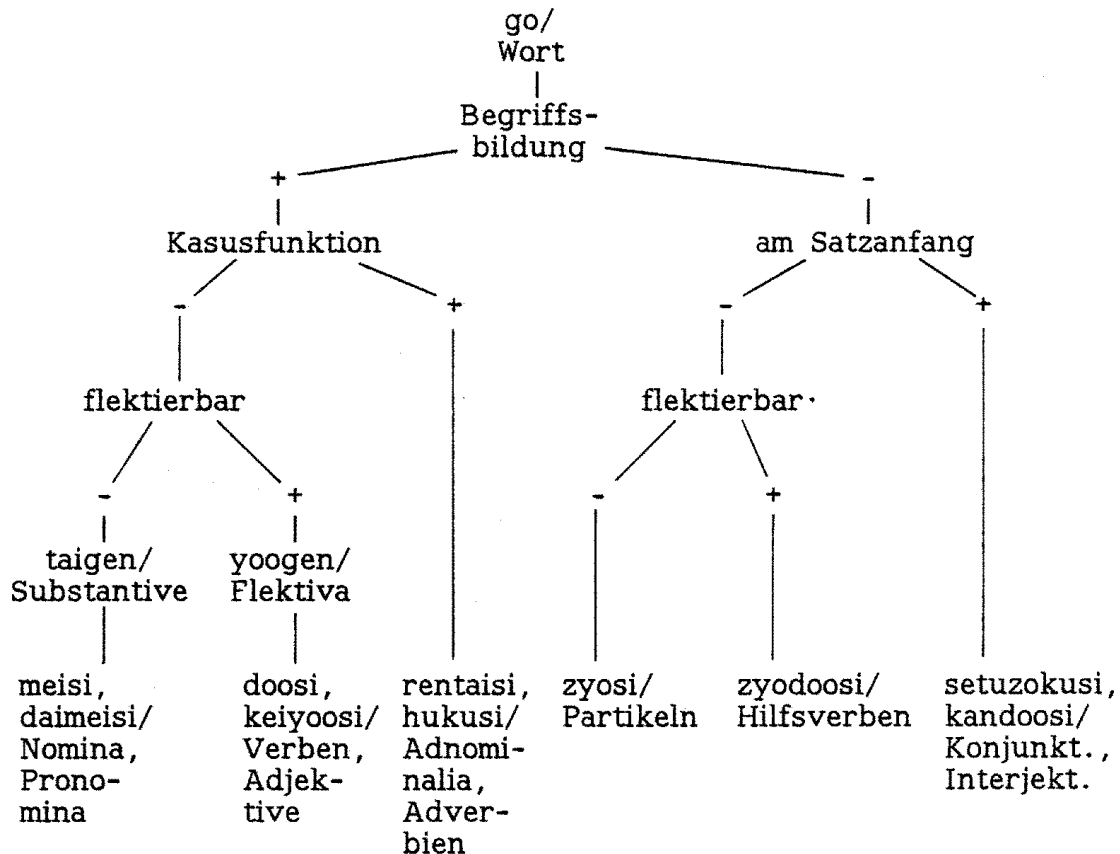 go/
Wort
Begriffs-
bildung
+ -
Kasusfunktion am Satzanfang
- + - +
flektierbar flektierbar
- + - +
taigen/ yoogen/
Substantive Flektiva
meisi, doosi, rentaisi, zyosi/ zyodoosi/ setuzokusi,
daimeisi/ keiyoosi/ hukusi/ Partikeln Hilfsverben kandoosi/
Nomina, Verben, Adnomi- Konjunkt.,
Prono- Adjek- nalia, Interjekt.
mina tive Adver-
bien